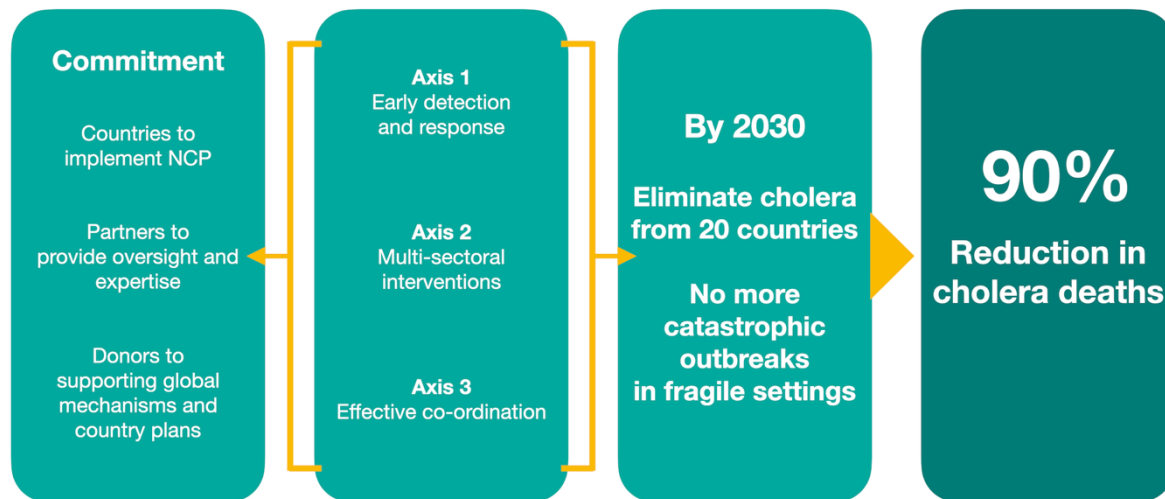 Commitment
Countries to
implement NCP
Partners to
provide oversight and
expertise
Donors to
supporting global
mechanisms and
country plans
Axis 1
Early detection
and response
Axis 2
Multi-sectoral
interventions
Axis 3
Effective co-ordination
By 2030
Eliminate cholera
from 20 countries
No more
catastrophic
outbreaks
in fragile settings
90%
Reduction in
cholera deaths